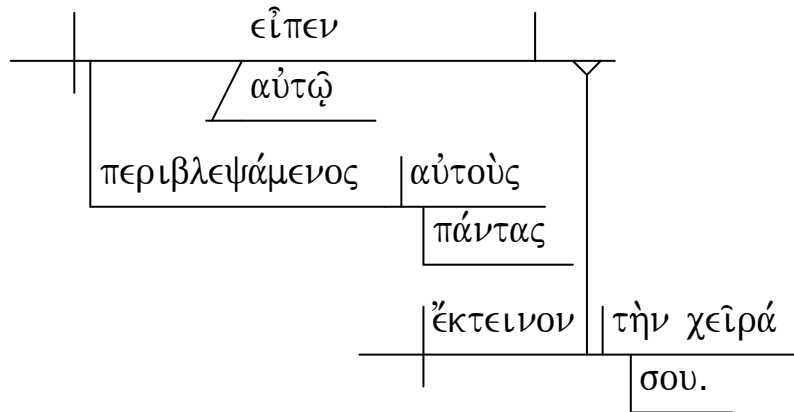 εἶπεν
αὐτῷ
περιβλεψάμενος αὐτοὺς
πάντας
ἔκτεινον τὴν χεῖρά
σου.